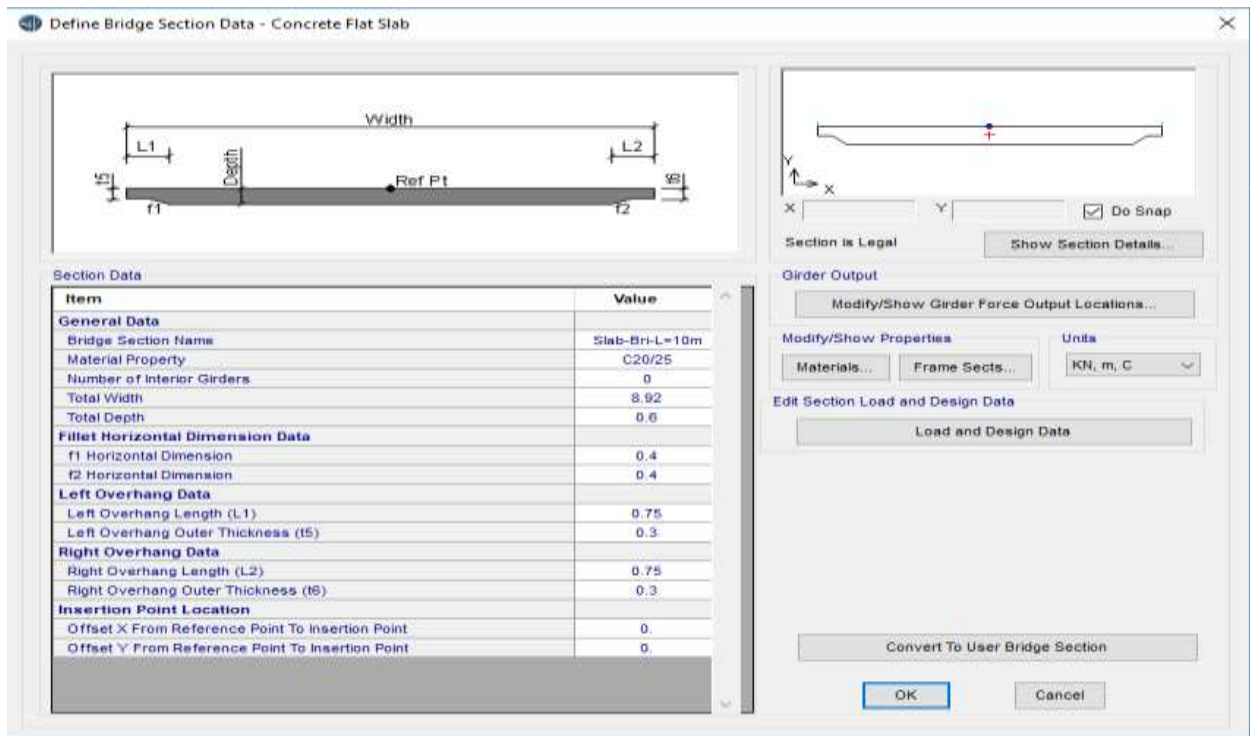 Define Bridge Section Data - Concrete Flat Slab
Width
L1
L2
t5
Depth
Ref Pt
t6
f1
f2
Y
X
X
Y
Do Snap
Section is Legal
Show Section Details...
Section Data
Item Value
General Data
Bridge Section Name Slab-Bri-L=10m
Material Property C20/25
Number of Interior Girders 0
Total Width 8.92
Total Depth 0.6
Fillet Horizontal Dimension Data
f1 Horizontal Dimension 0.4
f2 Horizontal Dimension 0.4
Left Overhang Data
Left Overhang Length (L1) 0.75
Left Overhang Outer Thickness (t5) 0.3
Right Overhang Data
Right Overhang Length (L2) 0.75
Right Overhang Outer Thickness (t6) 0.3
Insertion Point Location
Offset X From Reference Point To Insertion Point 0.
Offset Y From Reference Point To Insertion Point 0.
Girder Output
Modify/Show Girder Force Output Locations...
Modify/Show Properties
Materials...
Frame Sects...
Units
KN, m, C
Edit Section Load and Design Data
Load and Design Data
Convert To User Bridge Section
OK
Cancel